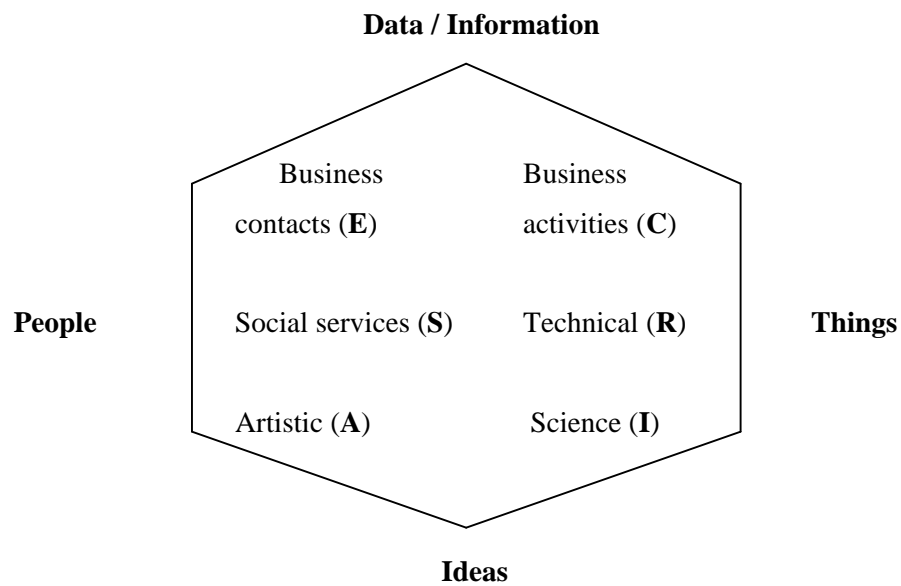 Data / Information
Business
contacts (E)
Business
activities (C)
People
Social services (S)
Technical (R)
Things
Artistic (A)
Science (I)
Ideas